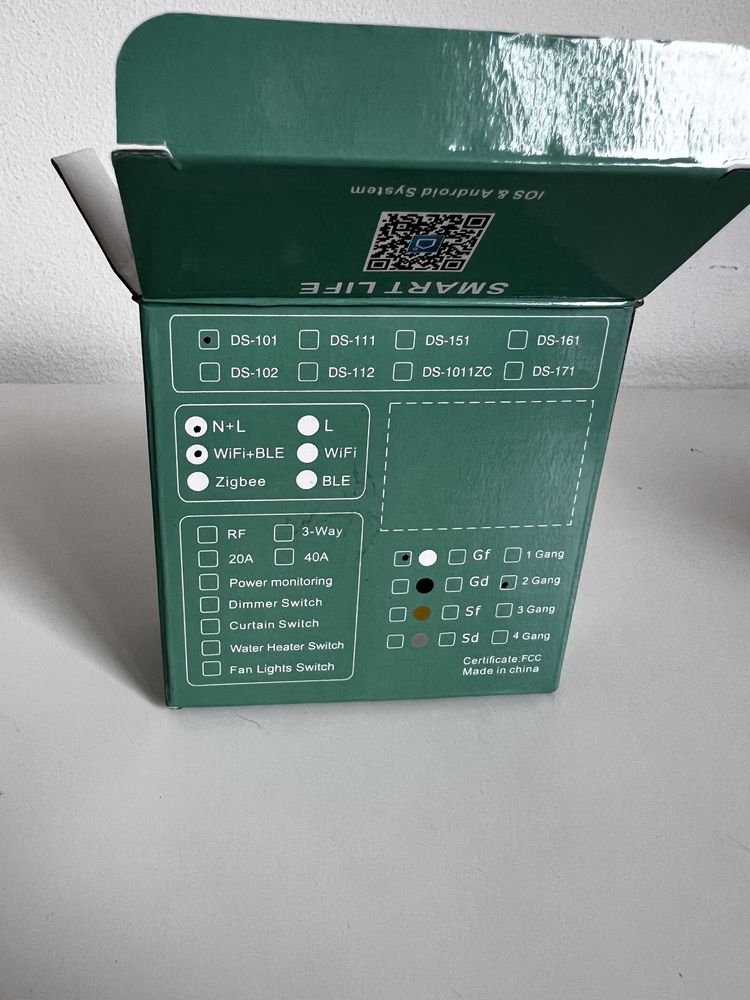 IOS & Android System
SMART LIFE
DS-101 DS-111 DS-151 DS-161
DS-102 DS-112 DS-1011ZC DS-171
N+L L
WiFi+BLE WiFi
Zigbee BLE
RF 3-Way
20A 40A
Power monitoring
Dimmer Switch
Curtain Switch
Water Heater Switch
Fan Lights Switch
Gf 1 Gang
Gd 2 Gang
Sf 3 Gang
Sd 4 Gang
Certificate:FCC
Made in china